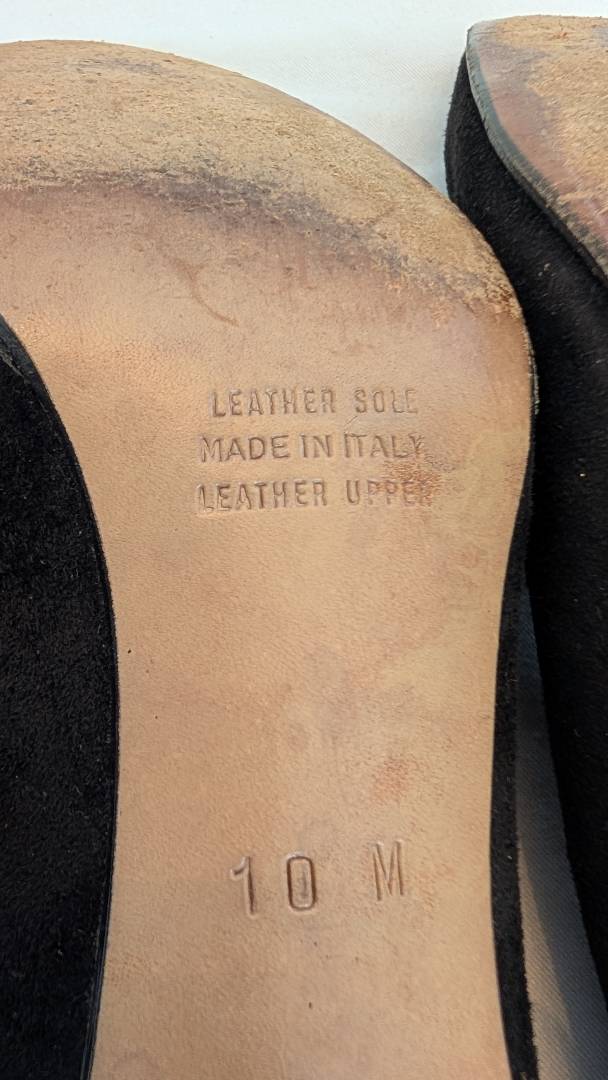 LEATHER SOLE
MADE IN ITALY
LEATHER UPPER
10 M